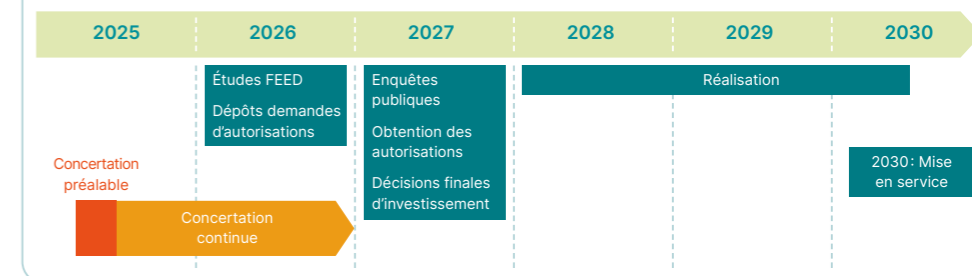 2025
2026
2027
2028
2029
2030
Études FEED
Dépôts demandes
d’autorisations
Enquêtes
publiques
Obtention des
autorisations
Décisions finales
d’investissement
Réalisation
2030 : Mise
en service
Concertation
préalable
Concertation
continue